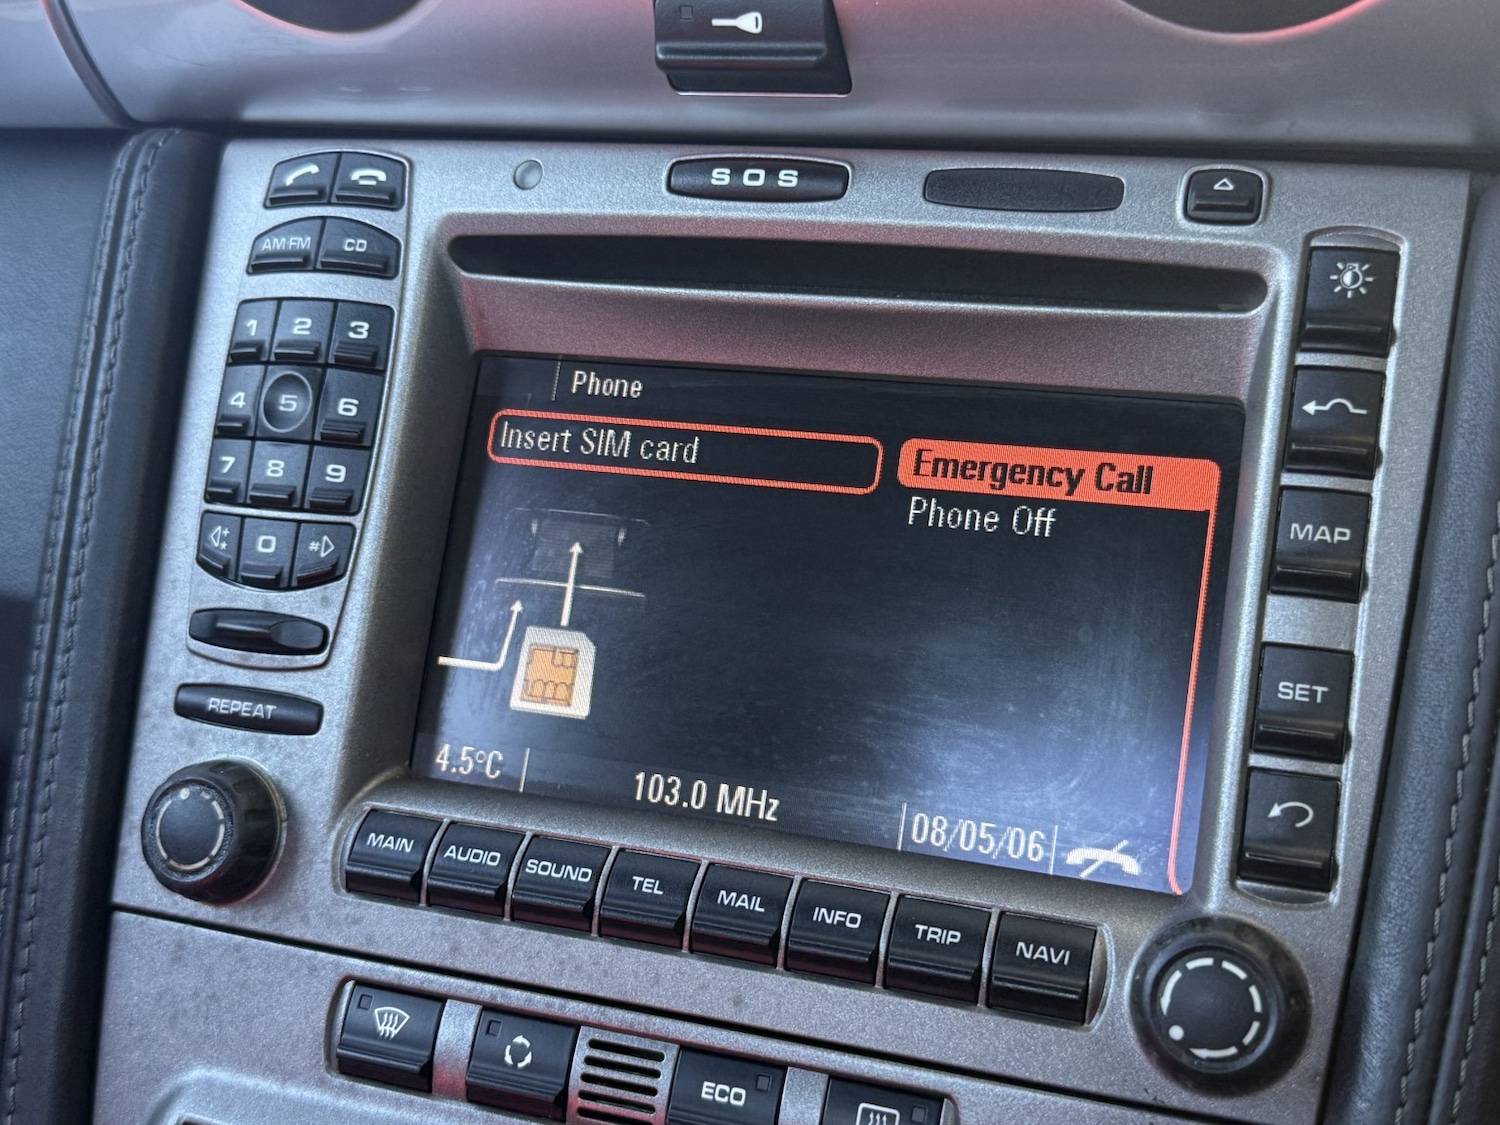 SOS
AM FM CD
1 2 3
4 5 6
7 8 9
* 0 #
REPEAT
Phone
Insert SIM card
Emergency Call
Phone Off
4.5°C
103.0 MHz
08/05/06
MAP
SET
MAIN AUDIO SOUND TEL MAIL INFO TRIP NAVI
ECO